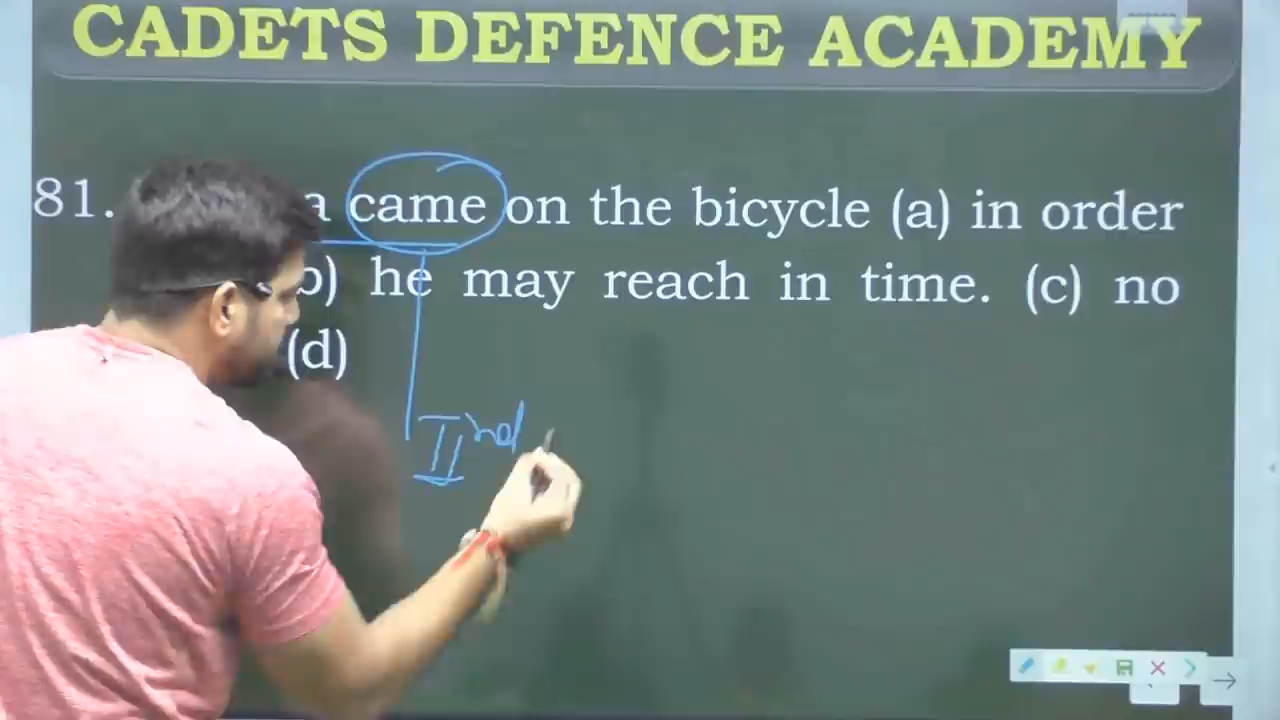 CADETS DEFENCE ACADEMY
81. a came on the bicycle (a) in order
b) he may reach in time. (c) no
(d)
IInd